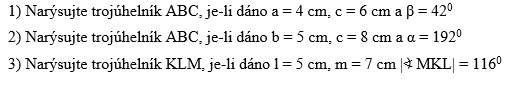 1) Narýsujte trojúhelník ABC, je-li dáno a = 4 cm, c = 6 cm a β = 42⁰
2) Narýsujte trojúhelník ABC, je-li dáno b = 5 cm, c = 8 cm a α = 192⁰
3) Narýsujte trojúhelník KLM, je-li dáno l = 5 cm, m = 7 cm |∢ MKL| = 116⁰